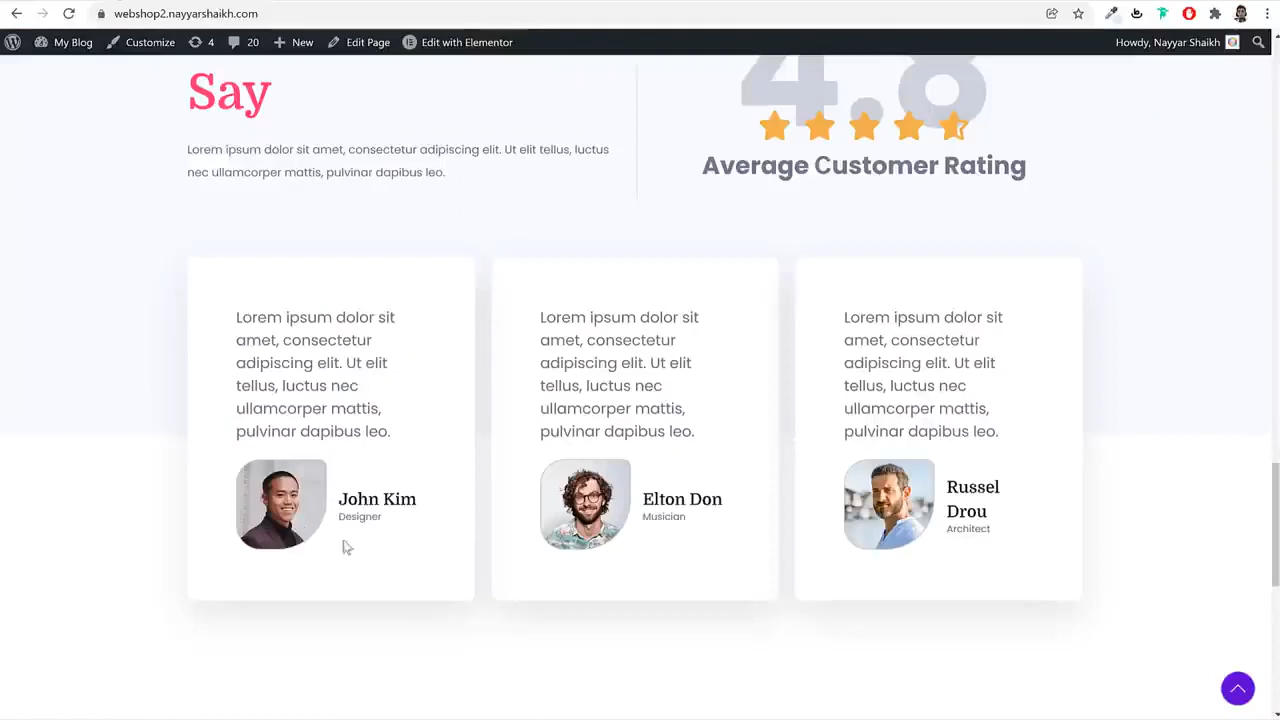 webshop2.nayyarshaikh.com
My Blog Customize 4 20 New Edit Page Edit with Elementor Howdy, Nayyar Shaikh
Say
Lorem ipsum dolor sit amet, consectetur adipiscing elit. Ut elit tellus, luctus
nec ullamcorper mattis, pulvinar dapibus leo.
4.8
Average Customer Rating
Lorem ipsum dolor sit
amet, consectetur
adipiscing elit. Ut elit
tellus, luctus nec
ullamcorper mattis,
pulvinar dapibus leo.
John Kim
Designer
Lorem ipsum dolor sit
amet, consectetur
adipiscing elit. Ut elit
tellus, luctus nec
ullamcorper mattis,
pulvinar dapibus leo.
Elton Don
Musician
Lorem ipsum dolor sit
amet, consectetur
adipiscing elit. Ut elit
tellus, luctus nec
ullamcorper mattis,
pulvinar dapibus leo.
Russel
Drou
Architect